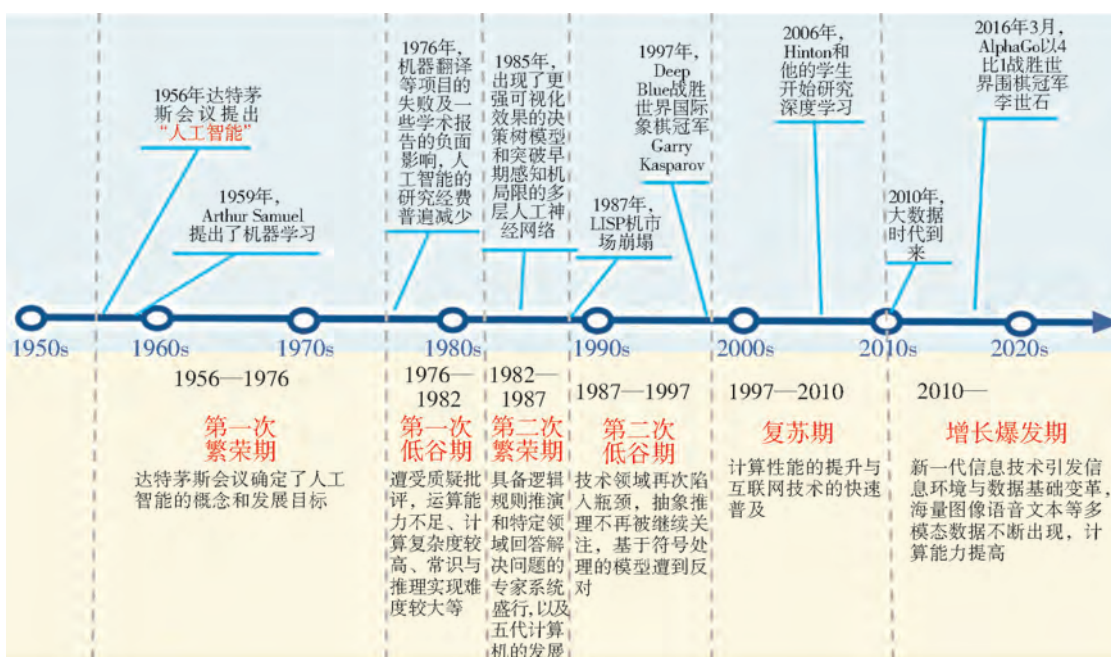 1956年达特茅
斯会议提出
“人工智能”
1959年,
Arthur Samuel
提出了机器学习
1976年,
机器翻译
等项目的
失败及一
些学术报
告的负面
影响，人
工智能的
研究经费
普遍减少
1985年,
出现了更
强可视化
效果的决
策树模型
和突破早
期感知机
局限的多
层人工神
经网络
1987年,
LISP机市
场崩塌
1997年,
Deep
Blue战胜
世界国际
象棋冠军
Garry
Kasparov
2006年,
Hinton和
他的学生
开始研究
深度学习
2010年,
大数据
时代到
来
2016年3月,
AlphaGo以4
比1战胜世
界围棋冠军
李世石
1950s 1960s 1970s 1980s 1990s 2000s 2010s 2020s
1956—1976
第一次
繁荣期
达特茅斯会议确定了人工
智能的概念和发展目标
1976—
1982
第一次
低谷期
遭受质疑批
评，运算能
力不足、计
算复杂度较
高、常识与
推理实现难
度较大等
1982—
1987
第二次
繁荣期
具备逻辑
规则推演
和特定领
域回答解
决问题的
专家系统
盛行,以及
五代计算
机的发展
1987—1997
第二次
低谷期
技术领域再次陷
入瓶颈，抽象推
理不再被继续关
注，基于符号处
理的模型遭到反
对
1997—2010
复苏期
计算性能的提升与
互联网技术的快速
普及
2010—
增长爆发期
新一代信息技术引发信
息环境与数据基础变革,
海量图像语音文本等多
模态数据不断出现，计
算能力提高